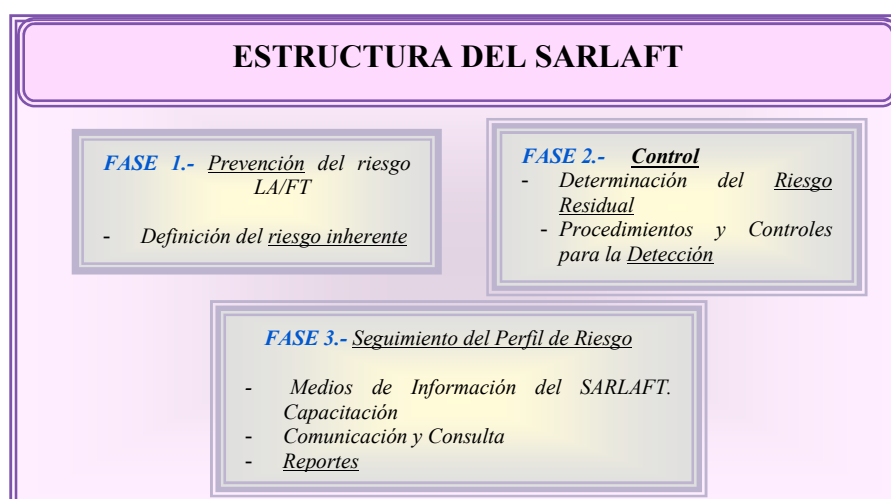 ESTRUCTURA DEL SARLAFT
FASE 1.- Prevención del riesgo
LA/FT
- Definición del riesgo inherente
FASE 2.- Control
- Determinación del Riesgo
Residual
- Procedimientos y Controles
para la Detección
FASE 3.- Seguimiento del Perfil de Riesgo
- Medios de Información del SARLAFT.
Capacitación
- Comunicación y Consulta
- Reportes